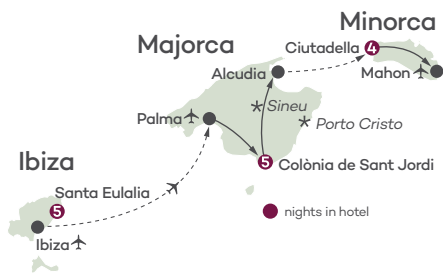 Minorca
Majorca
Ciutadella
4
Alcudia
Mahon
Sineu
Palma
Porto Cristo
Ibiza
5
Colònia de Sant Jordi
Santa Eulalia
5
nights in hotel
Ibiza